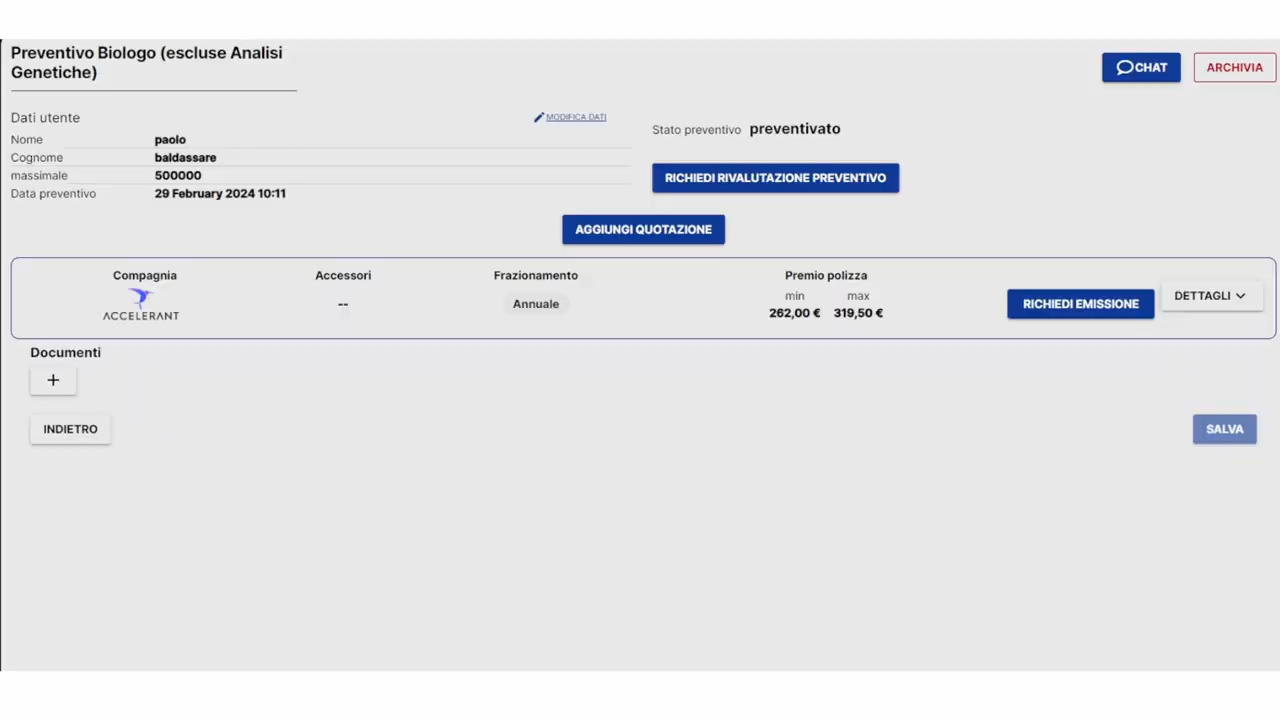 Preventivo Biologo (escluse Analisi
Genetiche)
CHAT
ARCHIVIA
Dati utente
MODIFICA DATI
Nome paolo
Cognome baldassare
massimale 500000
Data preventivo 29 February 2024 10:11
Stato preventivo preventivato
RICHIEDI RIVALUTAZIONE PREVENTIVO
AGGIUNGI QUOTAZIONE
Compagnia Accessori Frazionamento Premio polizza
ACCELERANT
--
Annuale
min max
262,00 € 319,50 €
RICHIEDI EMISSIONE
DETTAGLI
Documenti
+
INDIETRO
SALVA